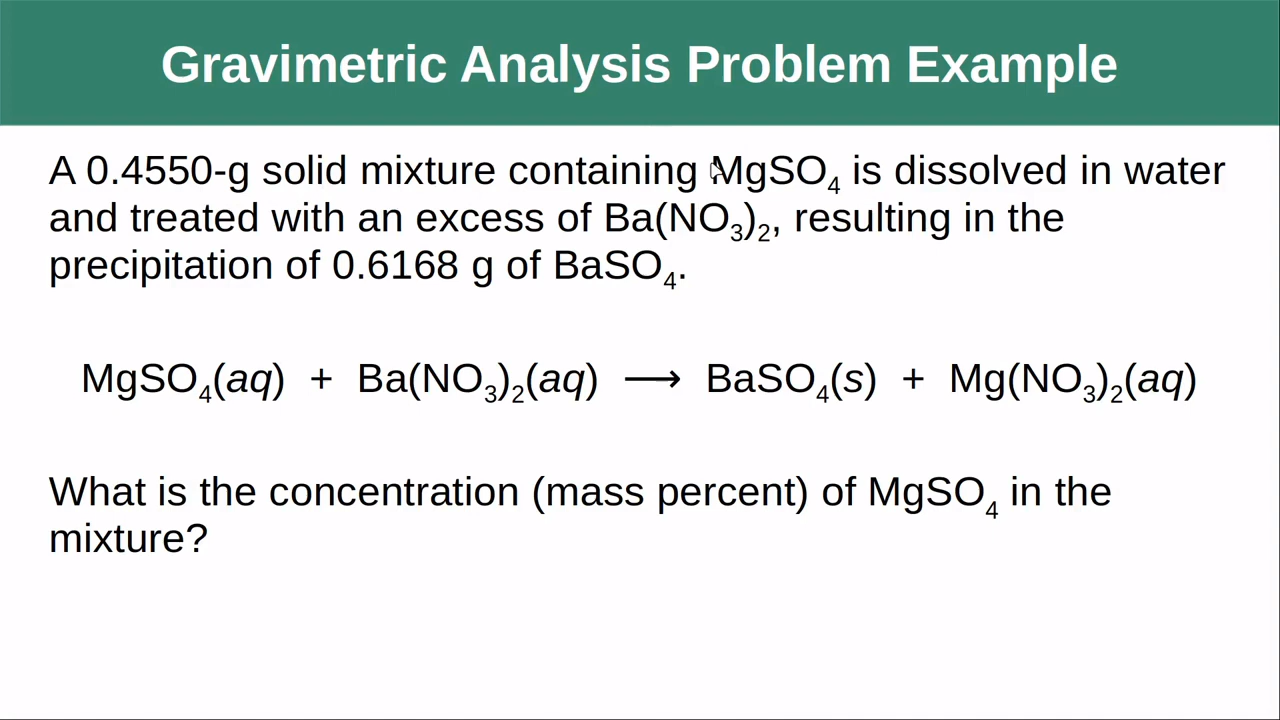 Gravimetric Analysis Problem Example
A 0.4550-g solid mixture containing MgSO₄ is dissolved in water
and treated with an excess of Ba(NO₃)₂, resulting in the
precipitation of 0.6168 g of BaSO₄.
MgSO₄(aq) + Ba(NO₃)₂(aq) ⟶ BaSO₄(s) + Mg(NO₃)₂(aq)
What is the concentration (mass percent) of MgSO₄ in the
mixture?